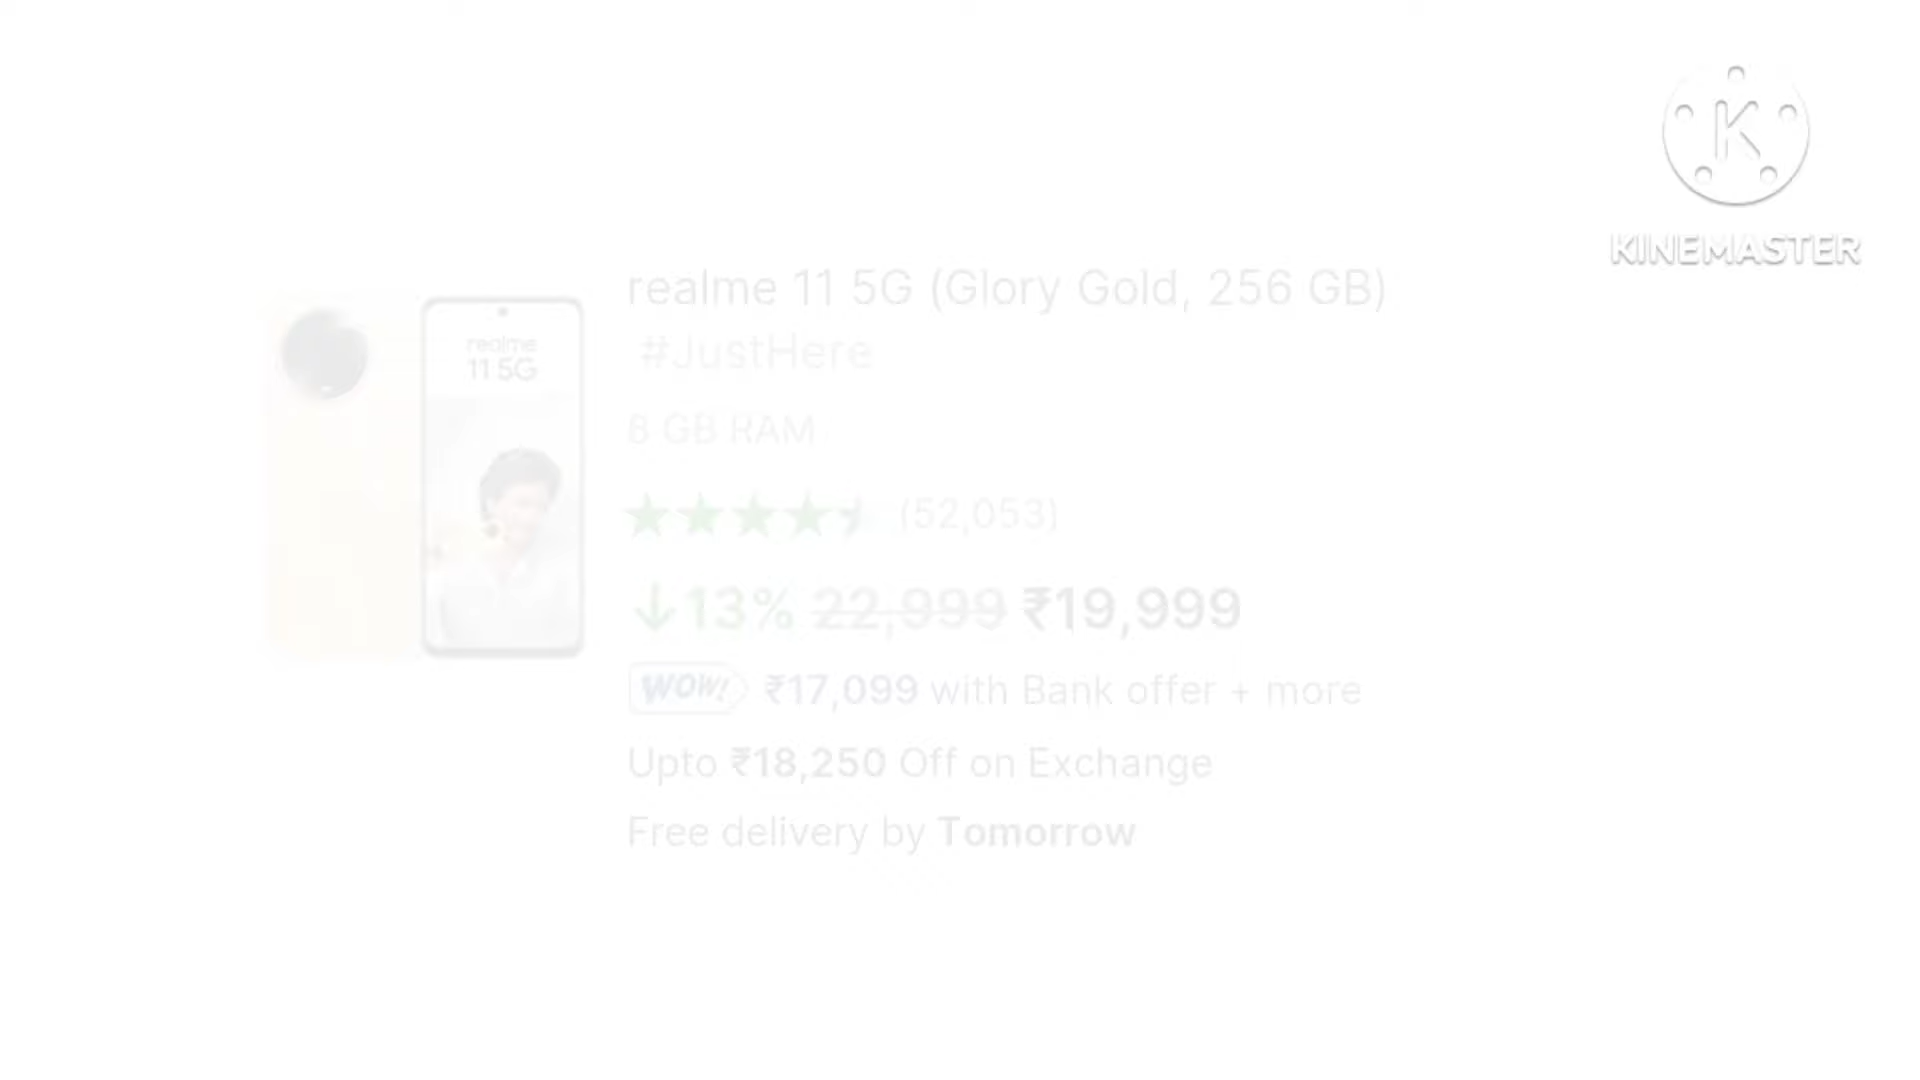 KINEMASTER
realme 11 5G (Glory Gold, 256 GB)
#JustHere
realme
11 5G
8 GB RAM
(52,053)
↓13% 22,999 ₹19,999
WOW! ₹17,099 with Bank offer + more
Upto ₹18,250 Off on Exchange
Free delivery by Tomorrow